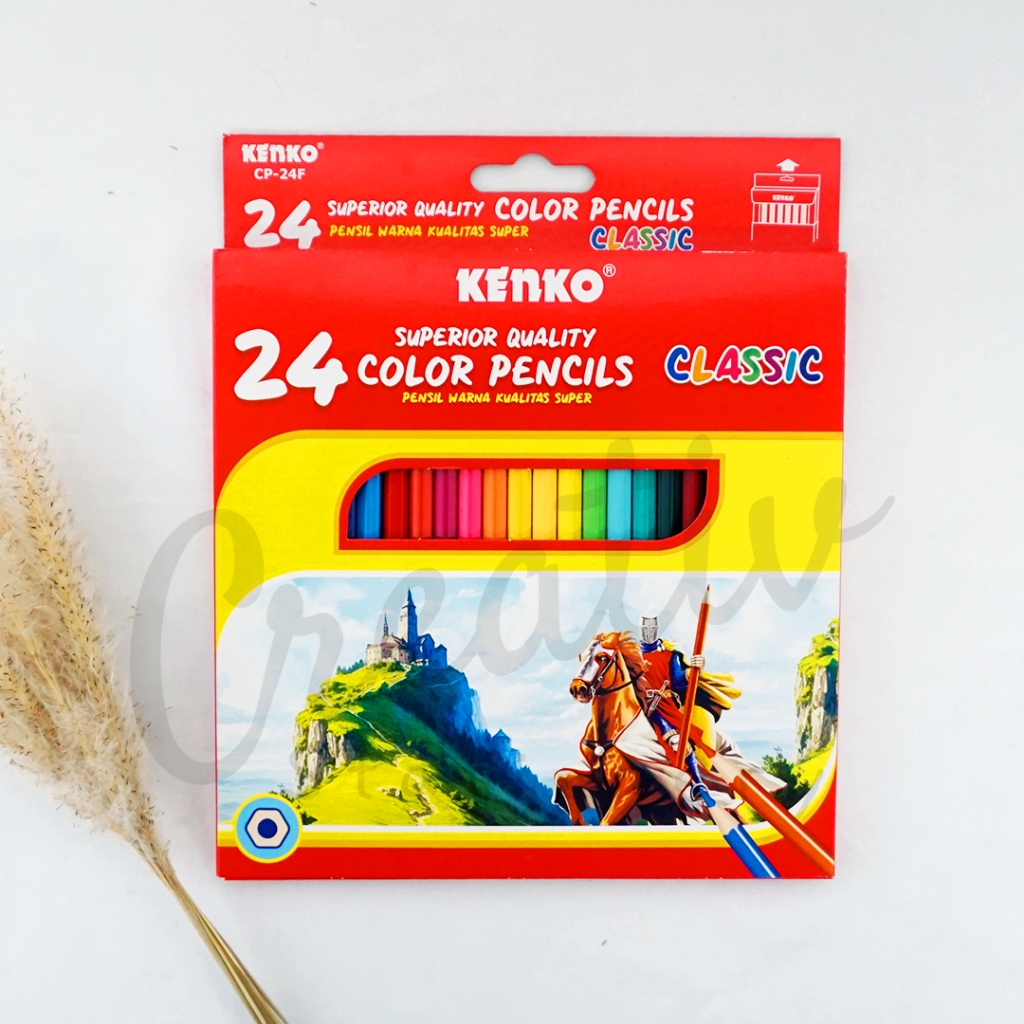 KENKO®
CP-24F
24 SUPERIOR QUALITY COLOR PENCILS
PENSIL WARNA KUALITAS SUPER CLASSIC
KENKO
KENKO®
24
SUPERIOR QUALITY
COLOR PENCILS
PENSIL WARNA KUALITAS SUPER
CLASSIC
Creativ